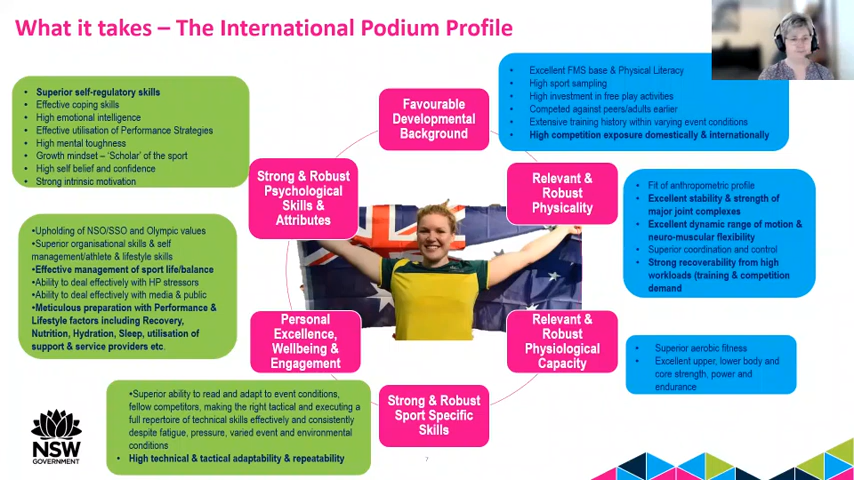 What it takes – The International Podium Profile
Favourable
Developmental
Background
• Excellent FMS base & Physical Literacy
• High sport sampling
• High investment in free play activities
• Competed against peers/adults earlier
• Extensive training history within varying event conditions
• High competition exposure domestically & internationally
• Superior self-regulatory skills
• Effective coping skills
• High emotional intelligence
• Effective utilisation of Performance Strategies
• High mental toughness
• Growth mindset – ‘Scholar’ of the sport
• High self belief and confidence
• Strong intrinsic motivation
Strong & Robust
Psychological
Skills &
Attributes
Relevant &
Robust
Physicality
• Fit of anthropometric profile
• Excellent stability & strength of
major joint complexes
• Excellent dynamic range of motion &
neuro-muscular flexibility
• Superior coordination and control
• Strong recoverability from high
workloads (training & competition
demand
•Upholding of NSO/SSO and Olympic values
•Superior organisational skills & self
management/athlete & lifestyle skills
•Effective management of sport life/balance
•Ability to deal effectively with HP stressors
•Ability to deal effectively with media & public
•Meticulous preparation with Performance &
Lifestyle factors including Recovery,
Nutrition, Hydration, Sleep, utilisation of
support & service providers etc.
Personal
Excellence,
Wellbeing &
Engagement
Relevant &
Robust
Physiological
Capacity
• Superior aerobic fitness
• Excellent upper, lower body and
core strength, power and
endurance
•Superior ability to read and adapt to event conditions,
fellow competitors, making the right tactical and executing a
full repertoire of technical skills effectively and consistently
despite fatigue, pressure, varied event and environmental
conditions
• High technical & tactical adaptability & repeatability
Strong & Robust
Sport Specific
Skills
NSW
GOVERNMENT
7